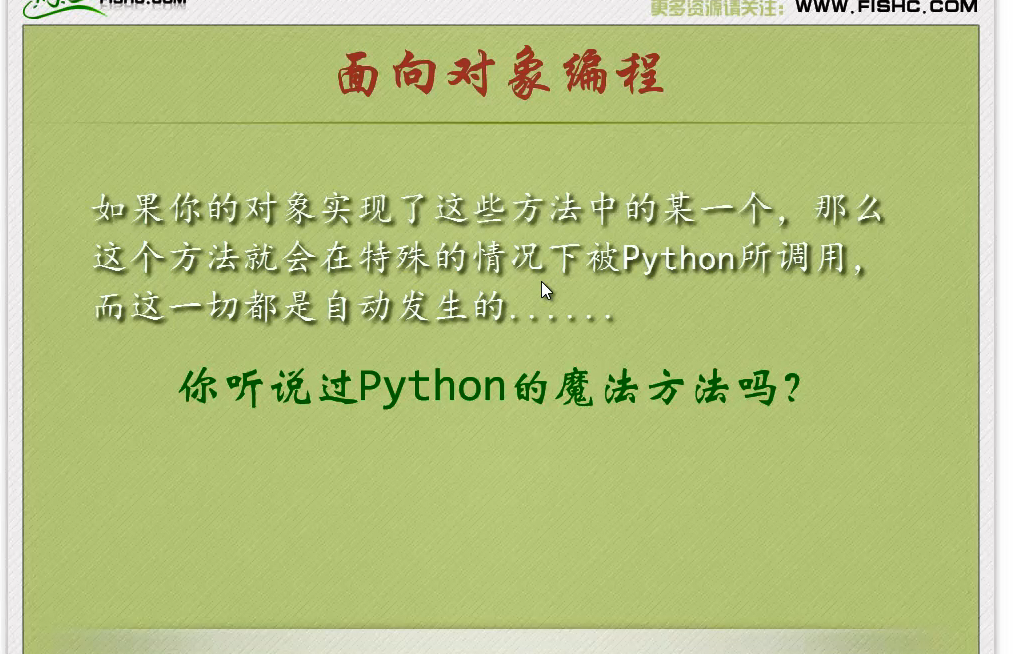 FISHC.COM
更多资源请关注：WWW.FISHC.COM
面向对象编程
如果你的对象实现了这些方法中的某一个，那么
这个方法就会在特殊的情况下被Python所调用，
而这一切都是自动发生的......
你听说过Python的魔法方法吗？